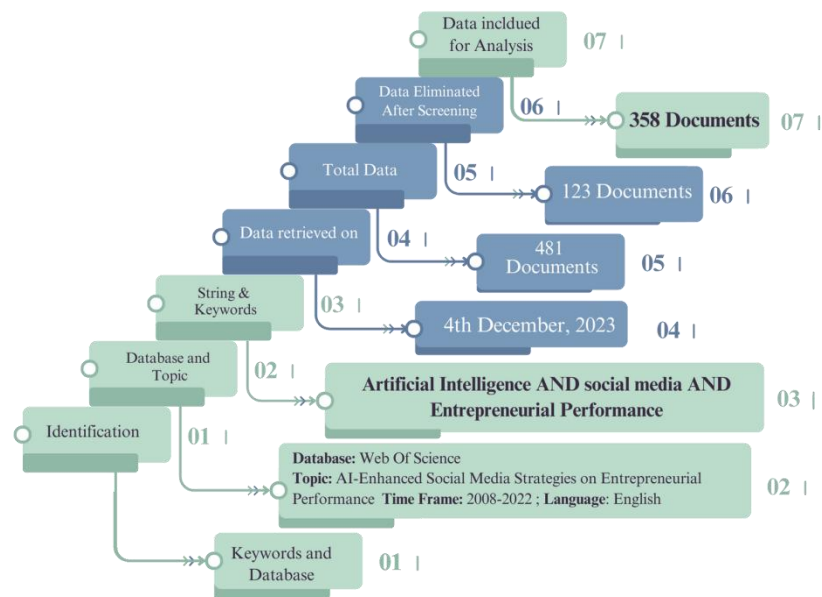 Data incldued
for Analysis
07
358 Documents
07
Data Eliminated
After Screening
06
123 Documents
06
Total Data
05
481
Documents
05
Data retrieved on
04
4th December, 2023
04
String &
Keywords
03
Artificial Intelligence AND social media AND
Entrepreneurial Performance
03
Database and
Topic
02
Database: Web Of Science
Topic: AI-Enhanced Social Media Strategies on Entrepreneurial
Performance Time Frame: 2008-2022 ; Language: English
02
Identification
01
Keywords and
Database
01